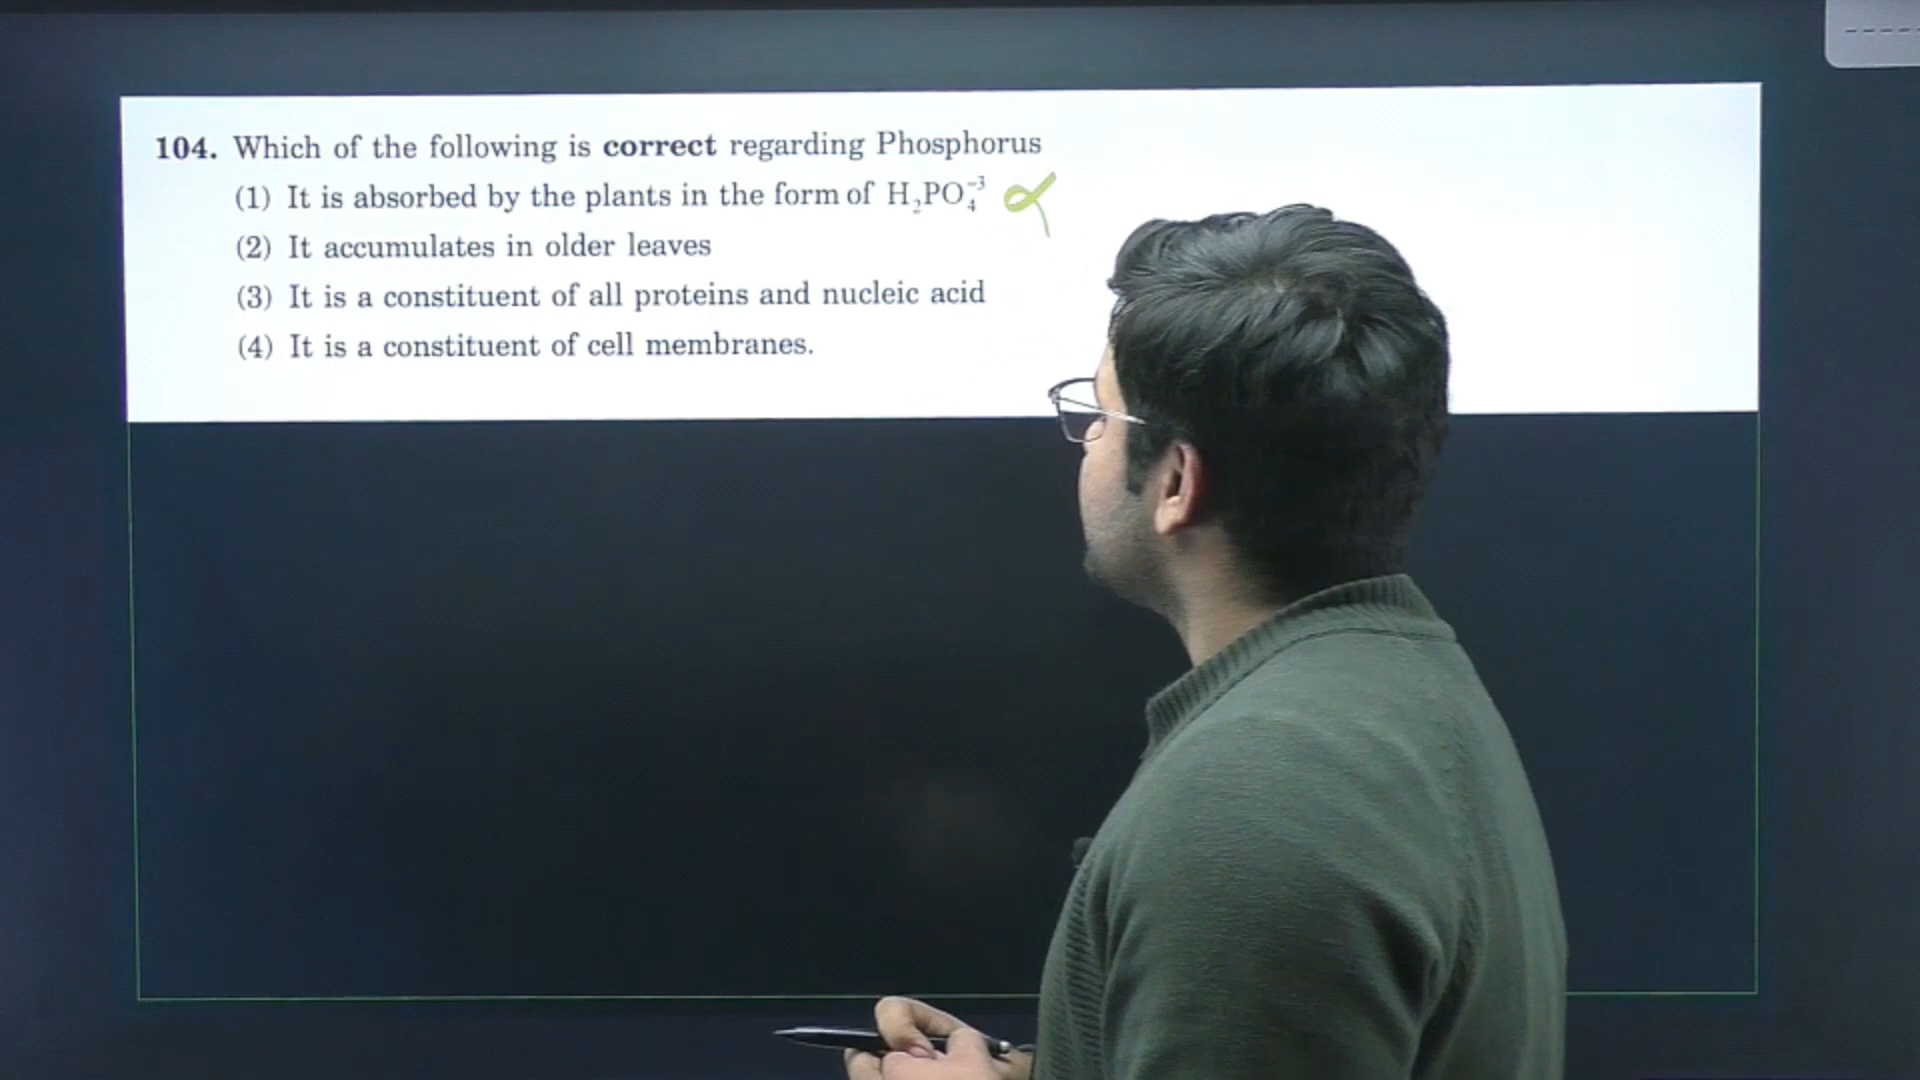 104. Which of the following is correct regarding Phosphorus
(1) It is absorbed by the plants in the form of H₂PO₄⁻³
(2) It accumulates in older leaves
(3) It is a constituent of all proteins and nucleic acid
(4) It is a constituent of cell membranes.